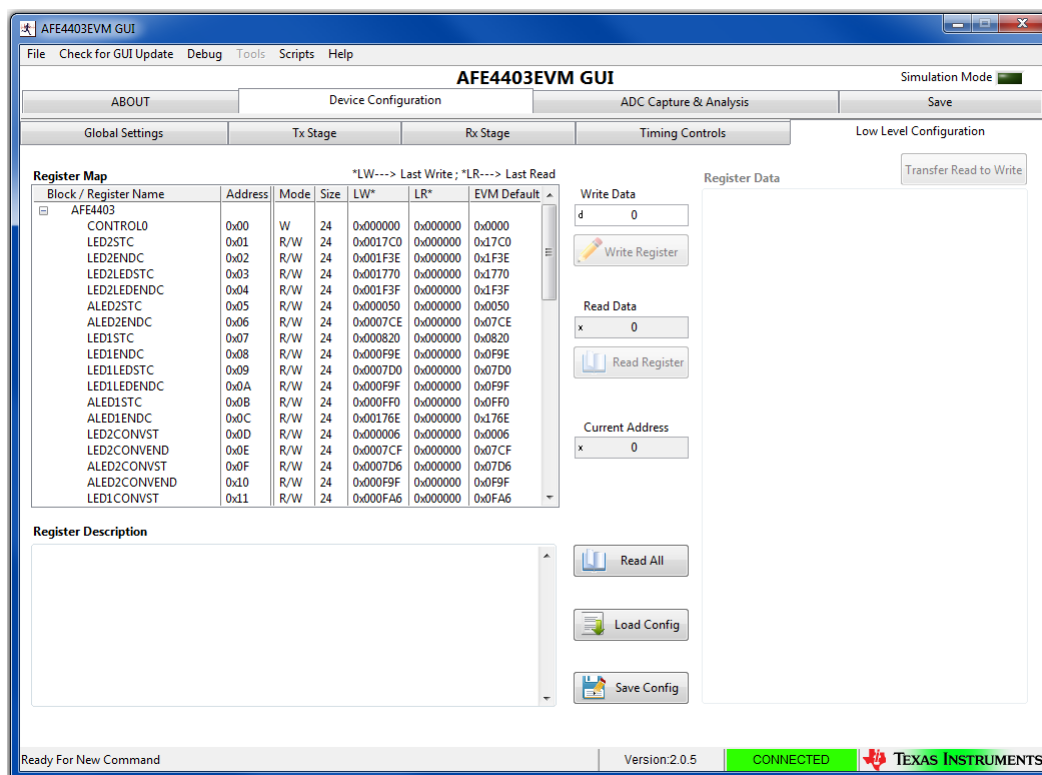 AFE4403EVM GUI
File Check for GUI Update Debug Tools Scripts Help
AFE4403EVM GUI
Simulation Mode
ABOUT Device Configuration ADC Capture & Analysis Save
Global Settings Tx Stage Rx Stage Timing Controls Low Level Configuration
Register Map *LW---> Last Write ; *LR---> Last Read
Block / Register Name Address Mode Size LW* LR* EVM Default
AFE4403
CONTROL0 0x00 W 24 0x000000 0x000000 0x0000
LED2STC 0x01 R/W 24 0x0017C0 0x000000 0x17C0
LED2ENDC 0x02 R/W 24 0x001F3E 0x000000 0x1F3E
LED2LEDSTC 0x03 R/W 24 0x001770 0x000000 0x1770
LED2LEDENDC 0x04 R/W 24 0x001F3F 0x000000 0x1F3F
ALED2STC 0x05 R/W 24 0x000050 0x000000 0x0050
ALED2ENDC 0x06 R/W 24 0x0007CE 0x000000 0x07CE
LED1STC 0x07 R/W 24 0x000820 0x000000 0x0820
LED1ENDC 0x08 R/W 24 0x000F9E 0x000000 0x0F9E
LED1LEDSTC 0x09 R/W 24 0x0007D0 0x000000 0x07D0
LED1LEDENDC 0x0A R/W 24 0x000F9F 0x000000 0x0F9F
ALED1STC 0x0B R/W 24 0x000FF0 0x000000 0x0FF0
ALED1ENDC 0x0C R/W 24 0x00176E 0x000000 0x176E
LED2CONVST 0x0D R/W 24 0x000006 0x000000 0x0006
LED2CONVEND 0x0E R/W 24 0x0007CF 0x000000 0x07CF
ALED2CONVST 0x0F R/W 24 0x0007D6 0x000000 0x07D6
ALED2CONVEND 0x10 R/W 24 0x000F9F 0x000000 0x0F9F
LED1CONVST 0x11 R/W 24 0x000FA6 0x000000 0x0FA6
Write Data
d 0
Write Register
Read Data
x 0
Read Register
Current Address
x 0
Register Data
Transfer Read to Write
Register Description
Read All
Load Config
Save Config
Ready For New Command Version:2.0.5 CONNECTED TEXAS INSTRUMENTS